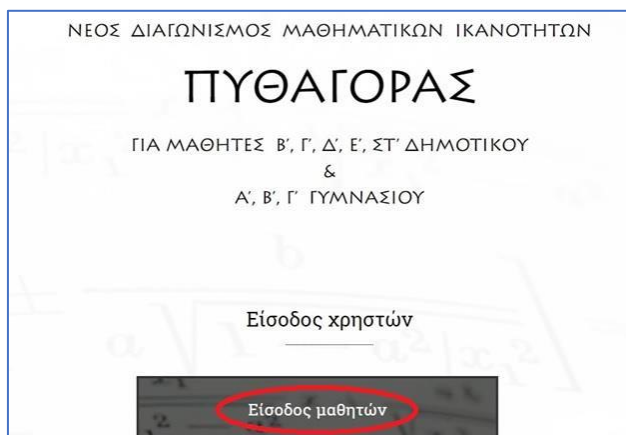 ΝΕΟΣ ΔΙΑΓΩΝΙΣΜΟΣ ΜΑΘΗΜΑΤΙΚΩΝ ΙΚΑΝΟΤΗΤΩΝ
ΠΥΘΑΓΟΡΑΣ
ΓΙΑ ΜΑΘΗΤΕΣ Β΄, Γ΄, Δ΄, Ε΄, ΣΤ΄ ΔΗΜΟΤΙΚΟΥ
&
Α΄, Β΄, Γ΄ ΓΥΜΝΑΣΙΟΥ
Είσοδος χρηστών
Είσοδος μαθητών